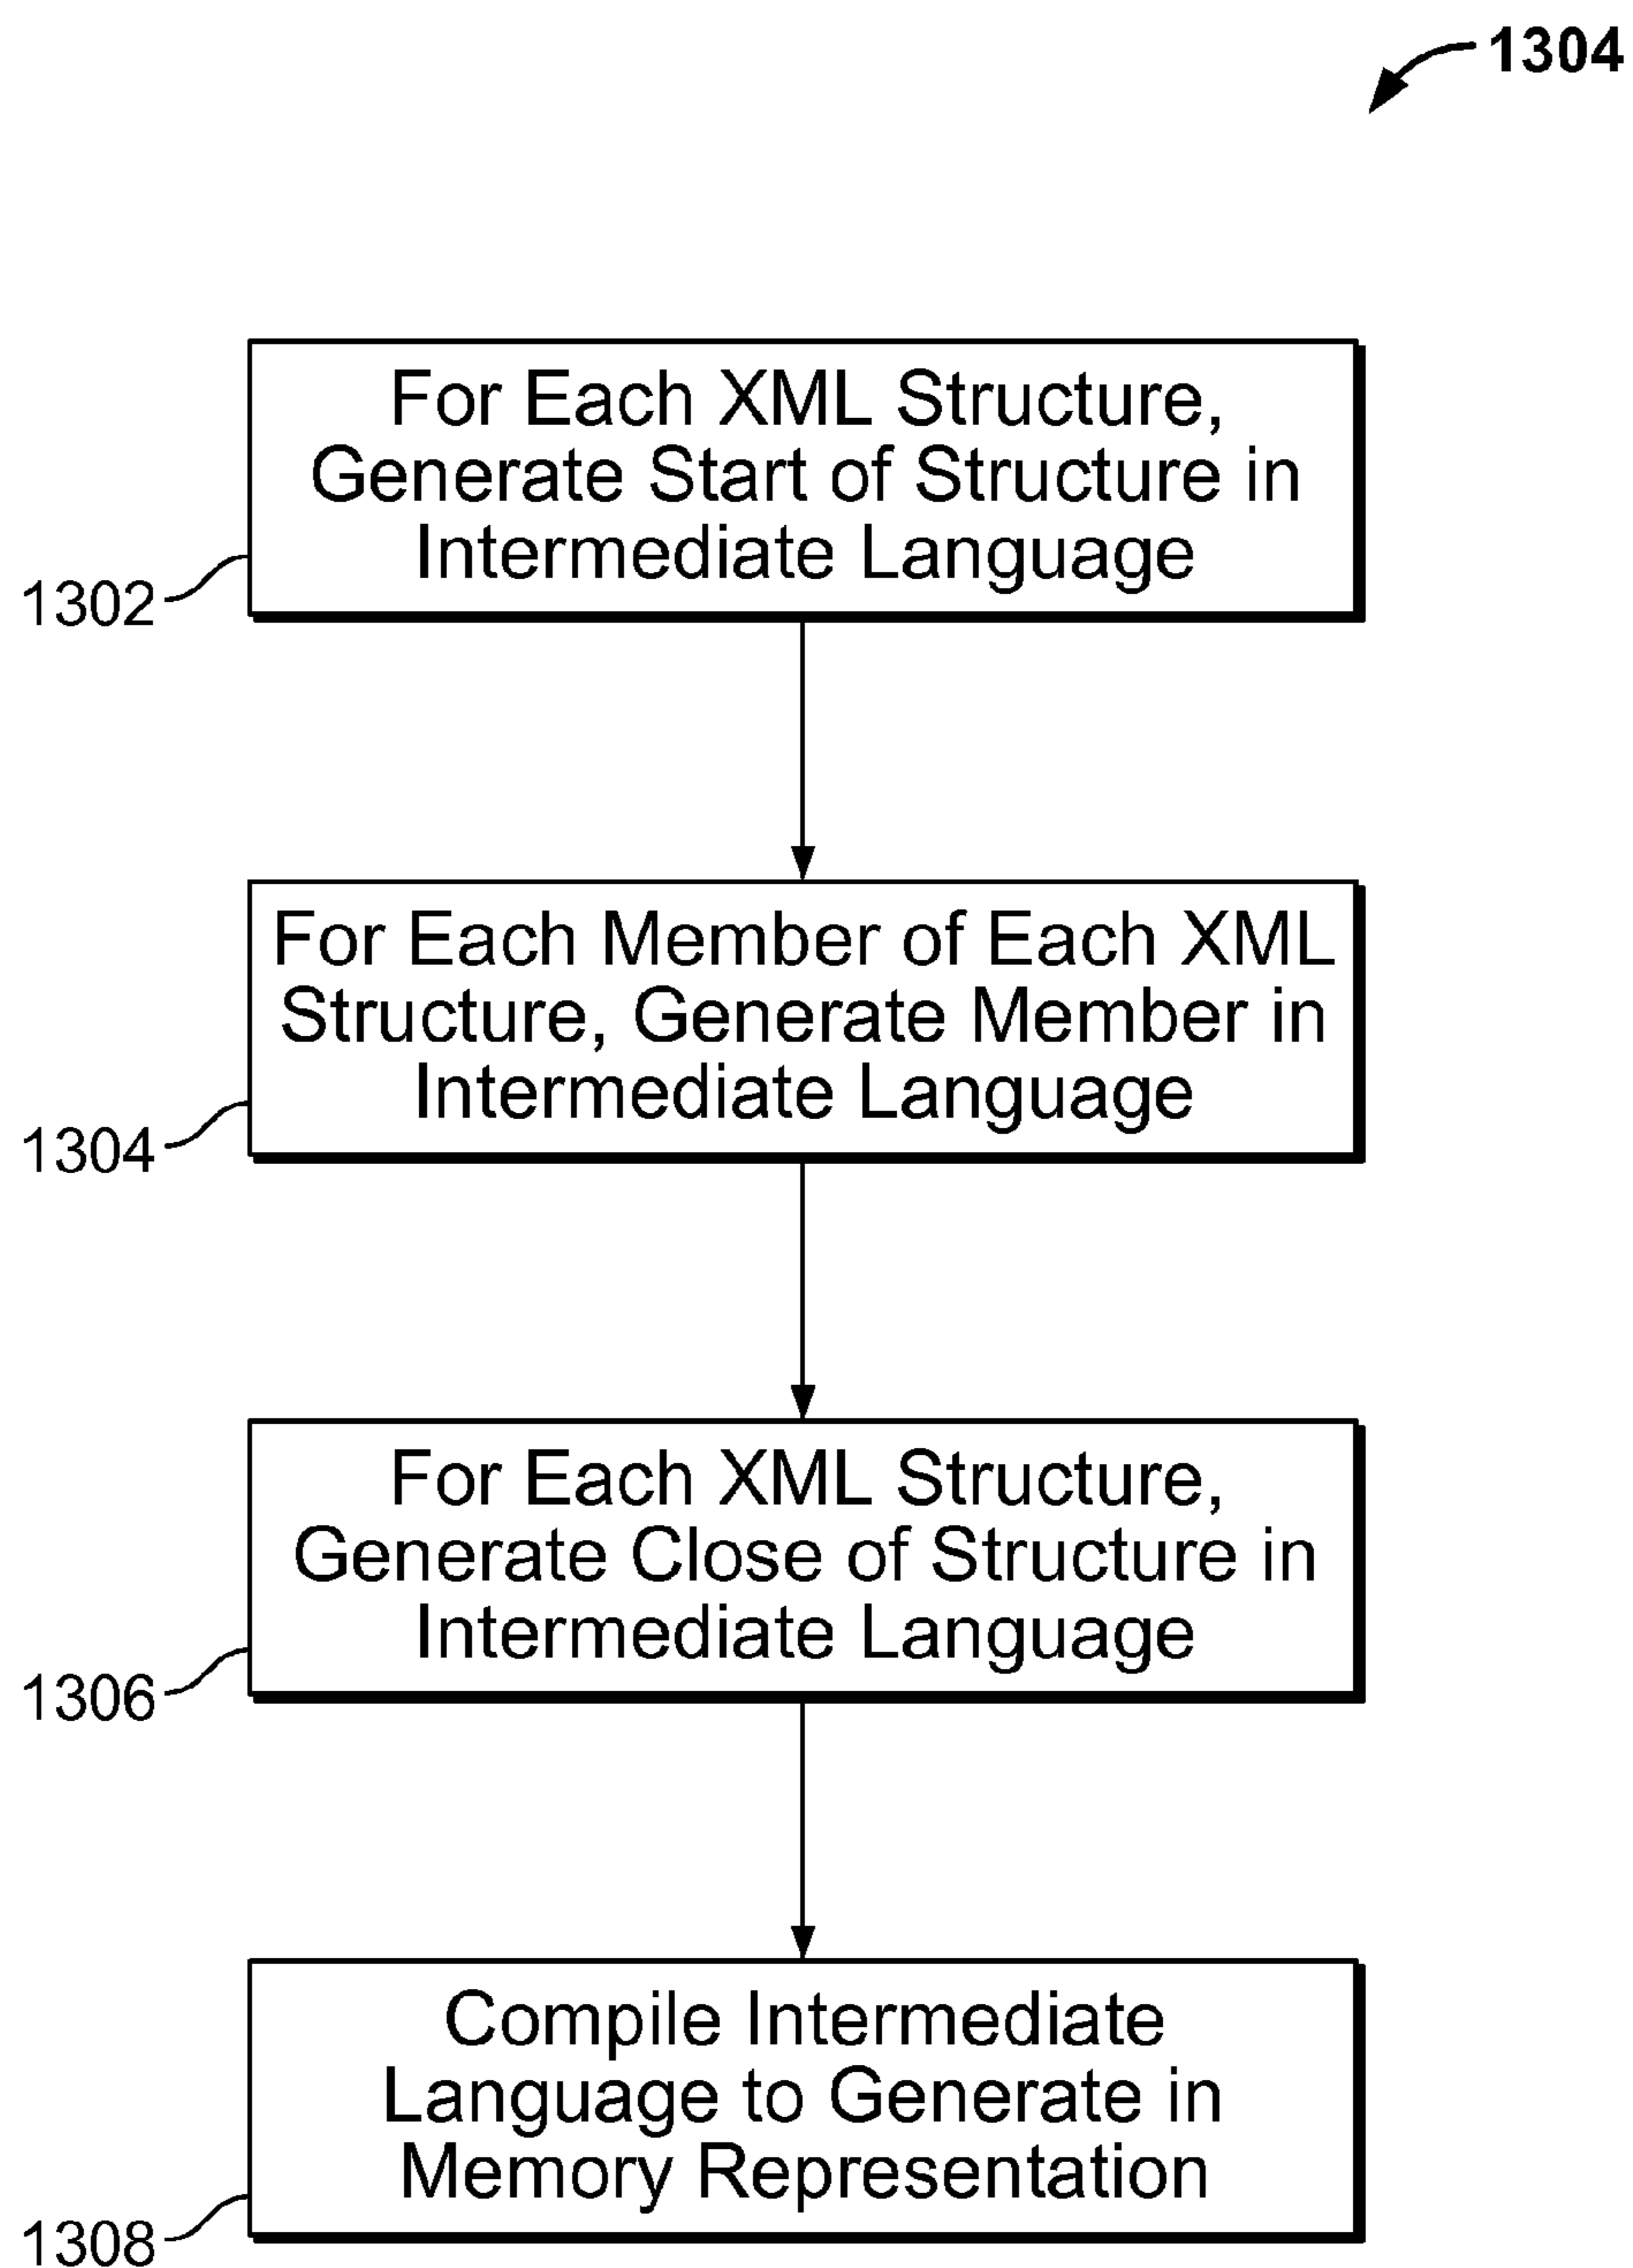 1304
For Each XML Structure,
Generate Start of Structure in
Intermediate Language
1302
For Each Member of Each XML
Structure, Generate Member in
Intermediate Language
1304
For Each XML Structure,
Generate Close of Structure in
Intermediate Language
1306
Compile Intermediate
Language to Generate in
Memory Representation
1308